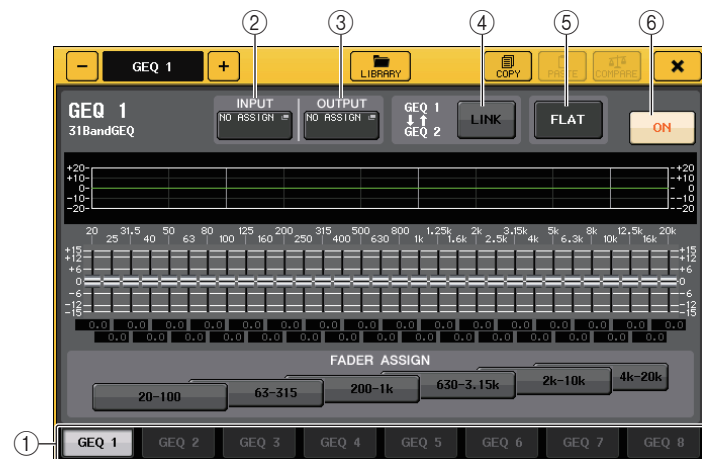 ② ③ ④ ⑤ ⑥
− GEQ 1 + LIBRARY COPY PASTE COMPARE ×
GEQ 1
31BandGEQ
INPUT
NO ASSIGN
OUTPUT
NO ASSIGN
GEQ 1
GEQ 2
LINK
FLAT
ON
+20 +20
+10 +10
0 0
-10 -10
-20 -20
20 31.5 50 80 125 200 315 500 800 1.25k 2k 3.15k 5k 8k 12.5k 20k
25 40 63 100 160 250 400 630 1k 1.6k 2.5k 4k 6.3k 10k 16k
+15 +15
+12 +12
+6 +6
0 0
-6 -6
-12 -12
-15 -15
0.0 0.0 0.0 0.0 0.0 0.0 0.0 0.0 0.0 0.0 0.0 0.0 0.0 0.0 0.0 0.0
0.0 0.0 0.0 0.0 0.0 0.0 0.0 0.0 0.0 0.0 0.0 0.0 0.0 0.0 0.0
FADER ASSIGN
20-100 63-315 200-1k 630-3.15k 2k-10k 4k-20k
① GEQ 1 GEQ 2 GEQ 3 GEQ 4 GEQ 5 GEQ 6 GEQ 7 GEQ 8